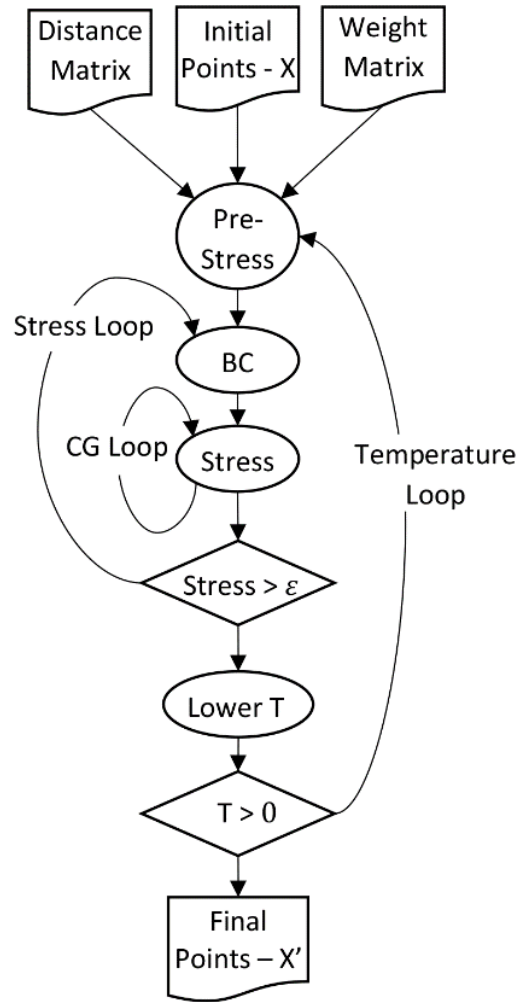 Distance
Matrix
Initial
Points - X
Weight
Matrix
Pre-
Stress
Stress Loop
BC
CG Loop
Stress
Temperature
Loop
Stress > ε
Lower T
T > 0
Final
Points – X’